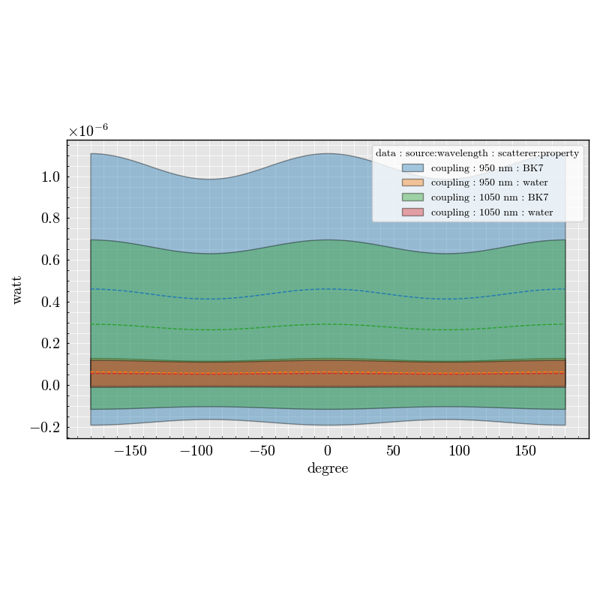 ×10⁻⁶
data : source:wavelength : scatterer:property
coupling : 950 nm : BK7
coupling : 950 nm : water
coupling : 1050 nm : BK7
coupling : 1050 nm : water
1.0
0.8
0.6
0.4
0.2
0.0
−0.2
watt
−150 −100 −50 0 50 100 150
degree